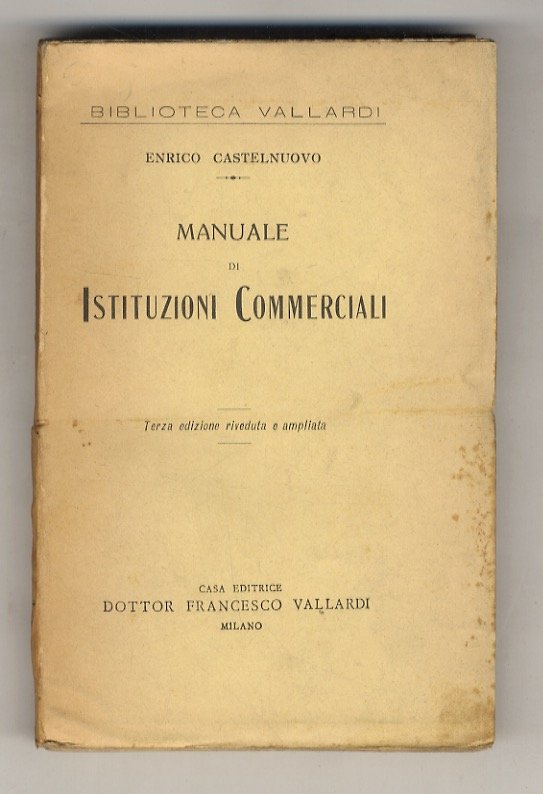 BIBLIOTECA VALLARDI
ENRICO CASTELNUOVO
MANUALE
DI
ISTITUZIONI COMMERCIALI
Terza edizione riveduta e ampliata
CASA EDITRICE
DOTTOR FRANCESCO VALLARDI
MILANO